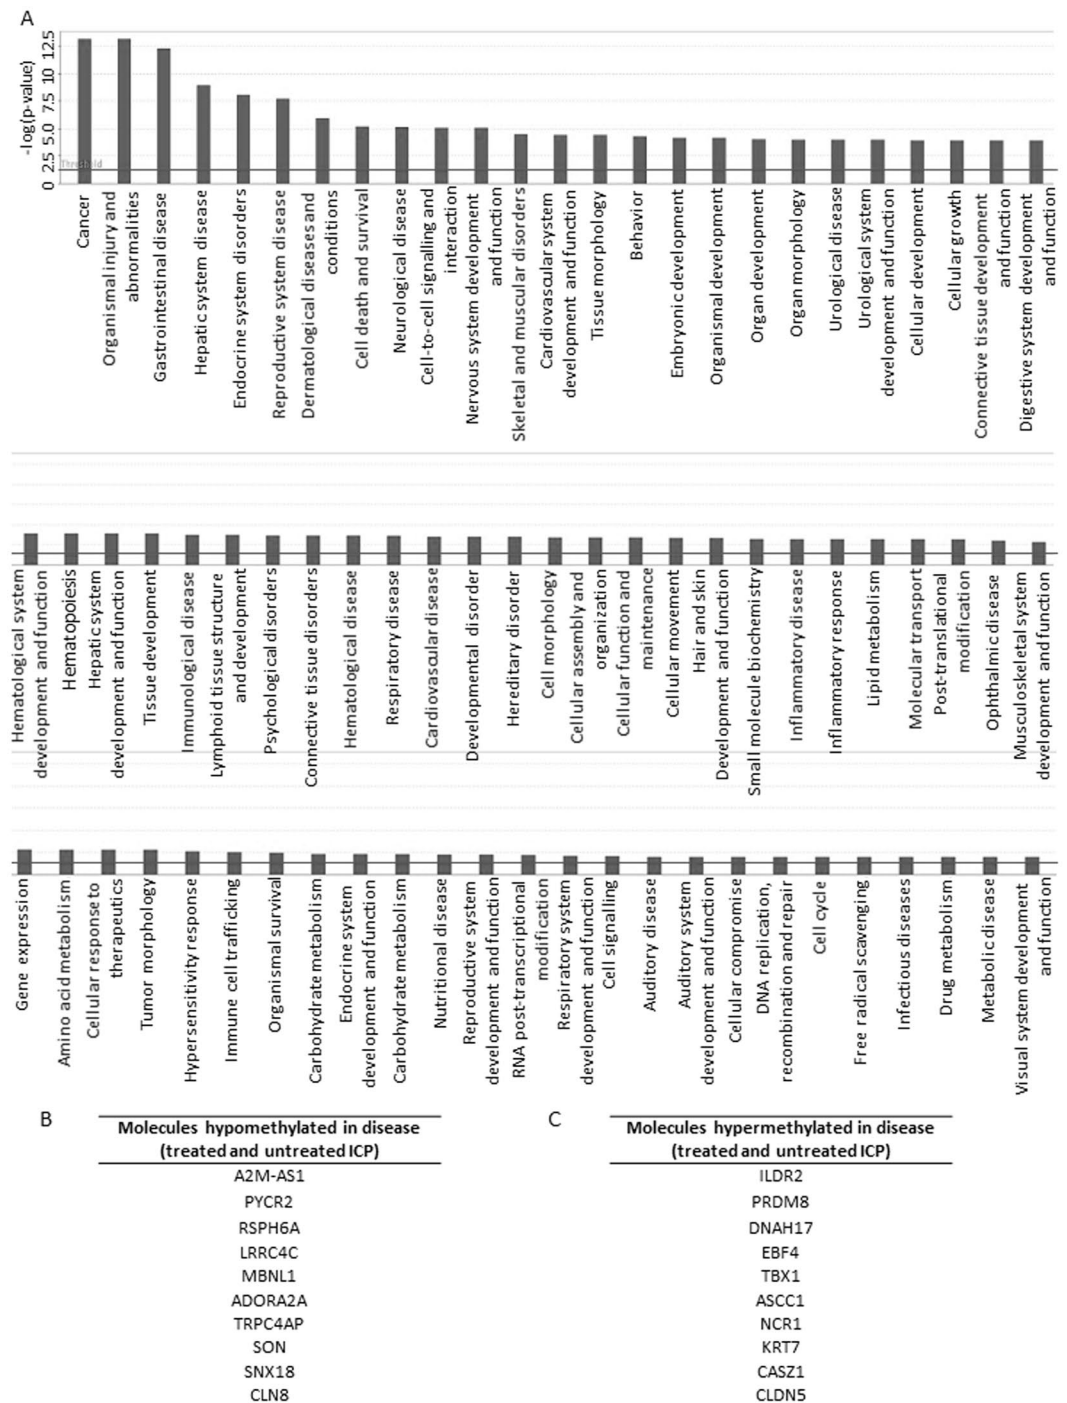 A
-log(p-value)
12.5
10
7.5
5.0
2.5
0
Threshold
Cancer
Organismal injury and
abnormalities
Gastrointestinal disease
Hepatic system disease
Endocrine system disorders
Reproductive system disease
Dermatological diseases and
conditions
Cell death and survival
Neurological disease
Cell-to-cell signalling and
interaction
Nervous system development
and function
Skeletal and muscular disorders
Cardiovascular system
development and function
Tissue morphology
Behavior
Embryonic development
Organismal development
Organ development
Organ morphology
Urological disease
Urological system
development and function
Cellular development
Cellular growth
Connective tissue development
and function
Digestive system development
and function
Hematological system
development and function
Hematopoiesis
Hepatic system
development and function
Tissue development
Immunological disease
Lymphoid tissue structure
and development
Psychological disorders
Connective tissue disorders
Hematological disease
Respiratory disease
Cardiovascular disease
Developmental disorder
Hereditary disorder
Cell morphology
Cellular assembly and
organization
Cellular function and
maintenance
Cellular movement
Hair and skin
Development and function
Small molecule biochemistry
Inflammatory disease
Inflammatory response
Lipid metabolism
Molecular transport
Post-translational
modification
Ophthalmic disease
Musculoskeletal system
development and function
Gene expression
Amino acid metabolism
Cellular response to
therapeutics
Tumor morphology
Hypersensitivity response
Immune cell trafficking
Organismal survival
Carbohydrate metabolism
Endocrine system
development and function
Carbohydrate metabolism
Nutritional disease
Reproductive system
development and function
RNA post-transcriptional
modification
Respiratory system
development and function
Cell signalling
Auditory disease
Auditory system
development and function
Cellular compromise
DNA replication,
recombination and repair
Cell cycle
Free radical scavenging
Infectious diseases
Drug metabolism
Metabolic disease
Visual system development
and function
B
Molecules hypomethylated in disease
(treated and untreated ICP)
A2M-AS1
PYCR2
RSPH6A
LRRC4C
MBNL1
ADORA2A
TRPC4AP
SON
SNX18
CLN8
C
Molecules hypermethylated in disease
(treated and untreated ICP)
ILDR2
PRDM8
DNAH17
EBF4
TBX1
ASCC1
NCR1
KRT7
CASZ1
CLDN5